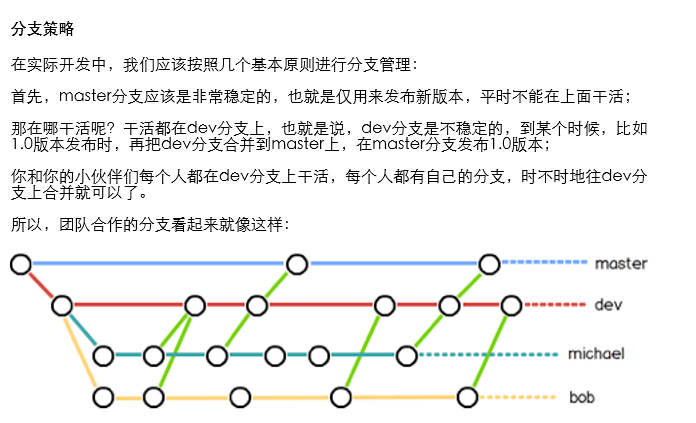 分支策略
在实际开发中，我们应该按照几个基本原则进行分支管理：
首先，master分支应该是非常稳定的，也就是仅用来发布新版本，平时不能在上面干活；
那在哪干活呢？干活都在dev分支上，也就是说，dev分支是不稳定的，到某个时候，比如
1.0版本发布时，再把dev分支合并到master上，在master分支发布1.0版本；
你和你的小伙伴们每个人都在dev分支上干活，每个人都有自己的分支，时不时地往dev分
支上合并就可以了。
所以，团队合作的分支看起来就像这样：
master
dev
michael
bob